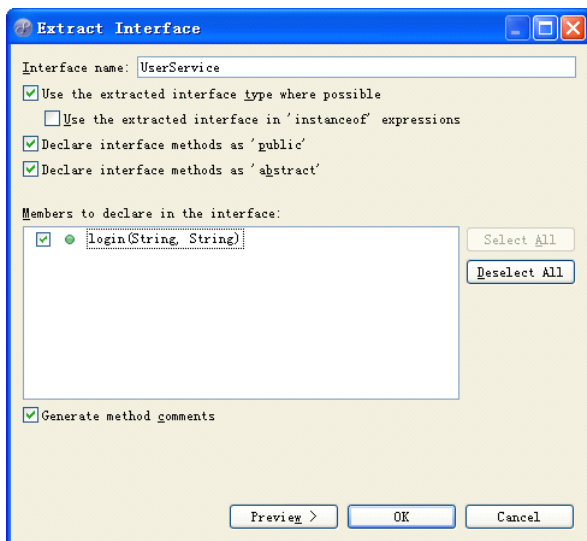 Extract Interface
Interface name: UserService
Use the extracted interface type where possible
Use the extracted interface in 'instanceof' expressions
Declare interface methods as 'public'
Declare interface methods as 'abstract'
Members to declare in the interface:
login(String, String)
Select All
Deselect All
Generate method comments
Preview >
OK
Cancel